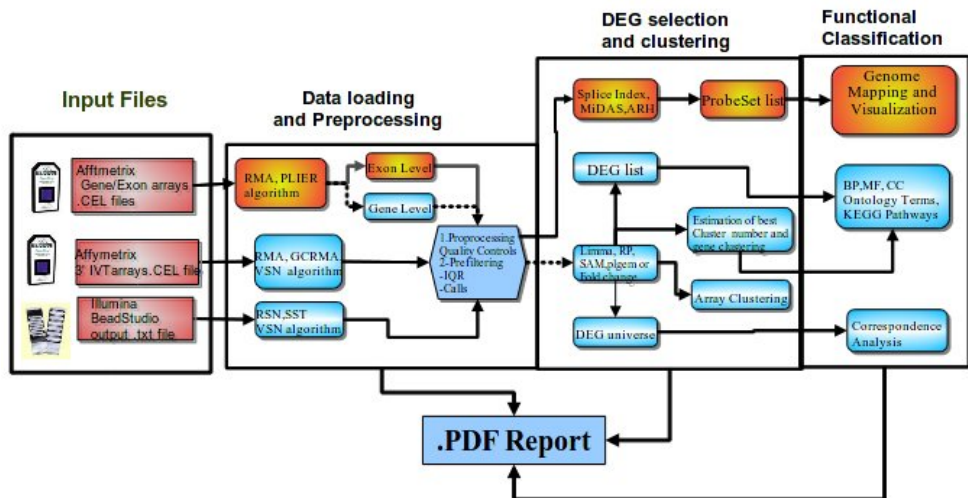 DEG selection
and clustering
Functional
Classification
Input Files
Data loading
and Preprocessing
Afftmetrix
Gene/Exon arrays
.CEL files
Affymetrix
3' IVTarrays.CEL file
Illumina
BeadStudio
output. .txt file
RMA, PLIER
algorithm
Exon Level
Gene Level
RMA, GCRMA,
VSN algorithm
RSN,SST
VSN algorithm
1.Preprocessing
Quality Controls
2-Prefiltering
-IQR
-Calls
Splice Index,
MiDAS,ARH
ProbeSet list
DEG list
Estimation of best
Cluster number and
gene clustering
Limma, RP,
SAM,plgem or
Fold change
Array Clustering
DEG universe
Genome
Mapping and
Visualization
BP,MF, CC
Ontology Terms,
KEGG Pathways
Correspondence
Analysis
.PDF Report